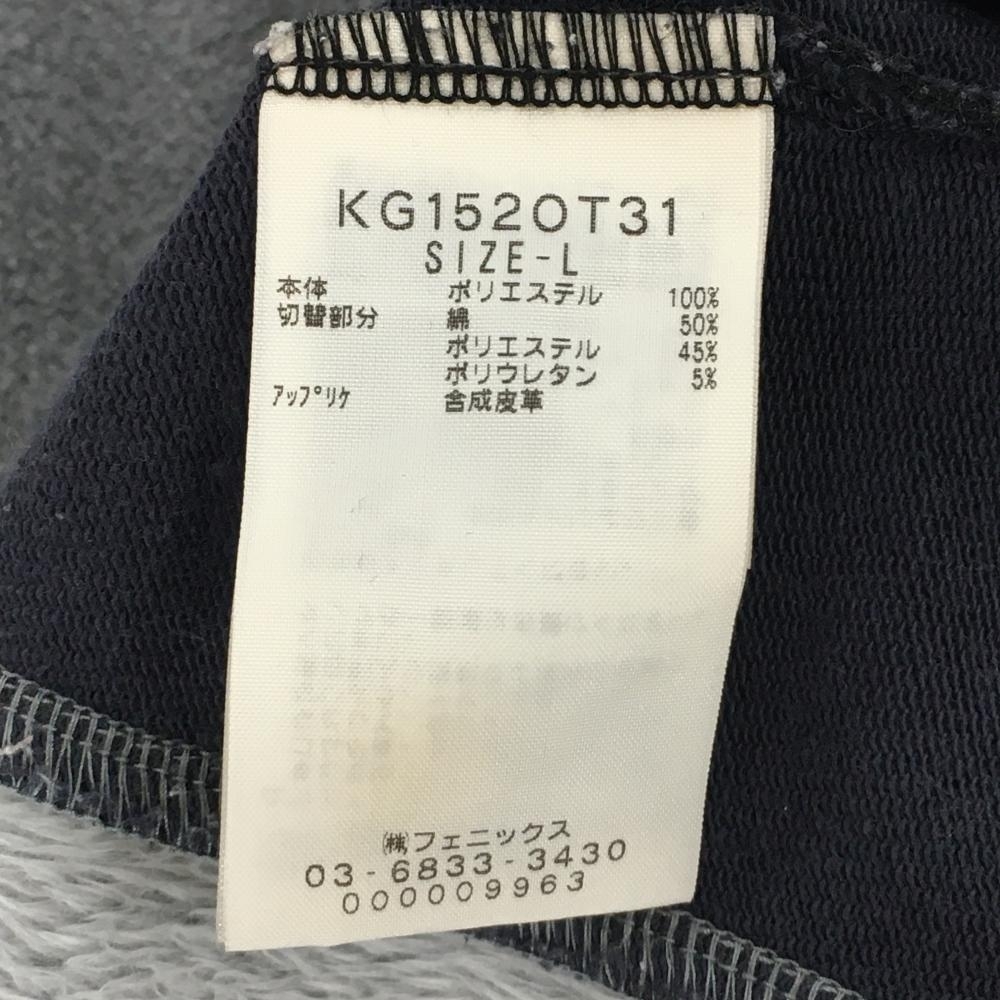 KG1520T31
SIZE-L
本体 ポリエステル 100%
切替部分 綿 50%
ポリエステル 45%
ポリウレタン 5%
ｱｯﾌﾟﾘｹ 合成皮革
㈱フェニックス
03-6833-3430
000009963